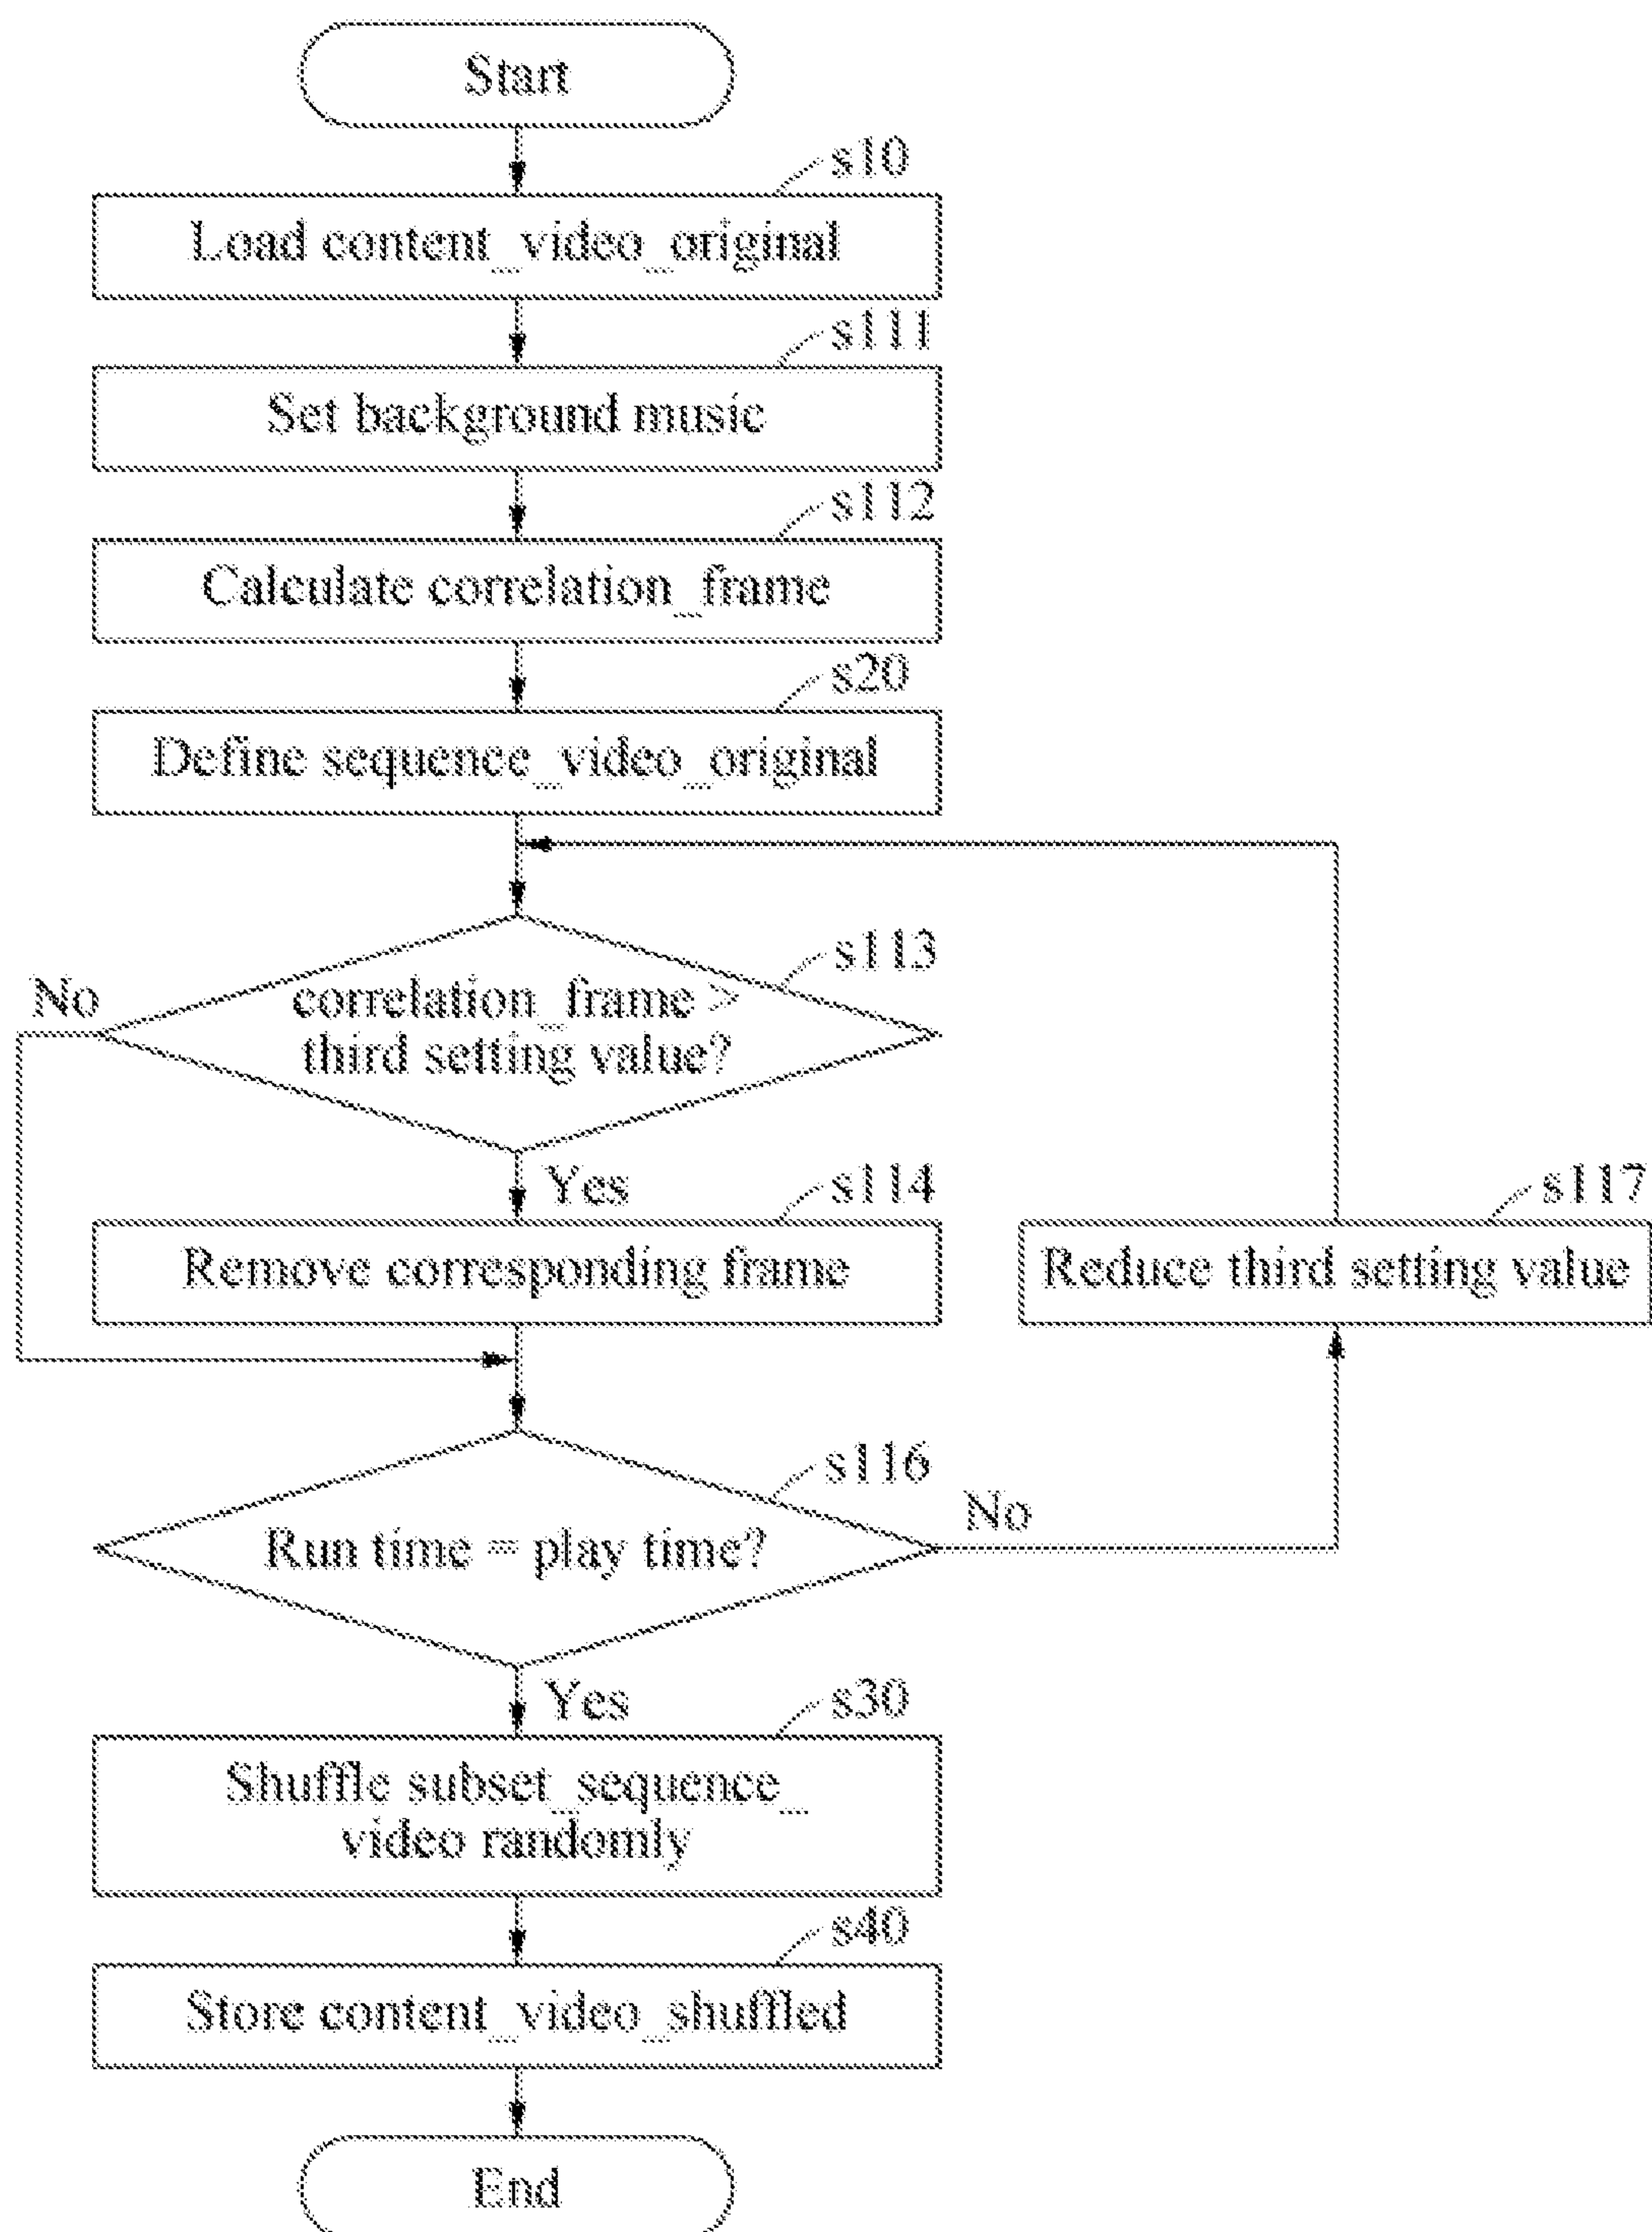 Start
s10
Load content_video_original
s111
Set background music
s112
Calculate correlation_frame
s20
Define sequence_video_original
s113
No
correlation_frame >
third setting value?
Yes
s114
s117
Remove corresponding frame
Reduce third setting value
s116
No
Run time = play time?
Yes
s30
Shuffle subset_sequence_
video randomly
s40
Store content_video_shuffled
End